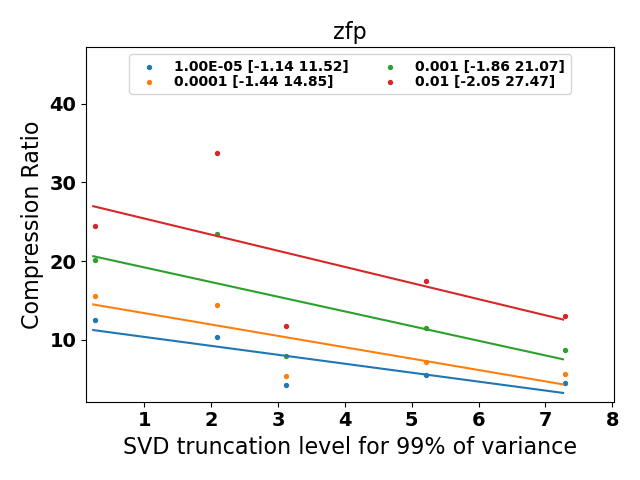 zfp
1.00E-05 [-1.14 11.52]
0.0001 [-1.44 14.85]
0.001 [-1.86 21.07]
0.01 [-2.05 27.47]
Compression Ratio
40
30
20
10
1 2 3 4 5 6 7 8
SVD truncation level for 99% of variance